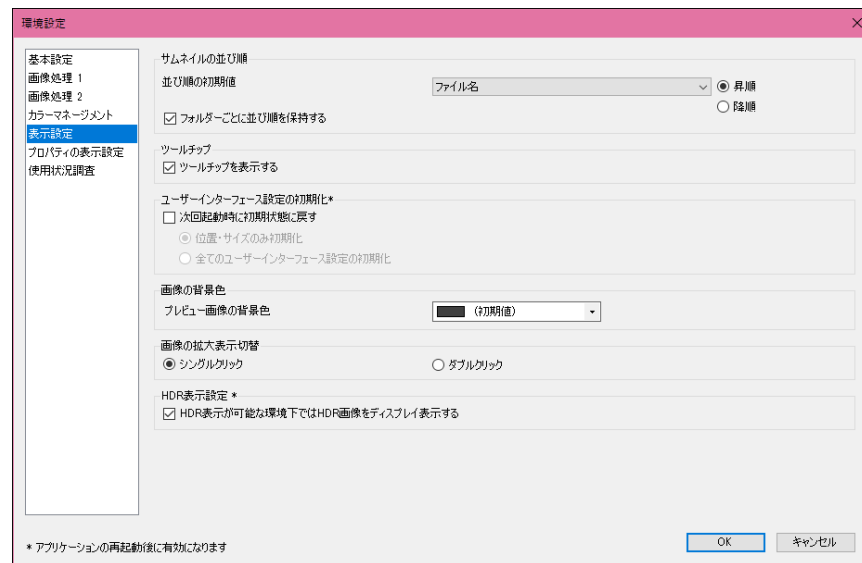 環境設定
基本設定
画像処理 1
画像処理 2
カラーマネージメント
表示設定
プロパティの表示設定
使用状況調査
サムネイルの並び順
並び順の初期値
ファイル名
昇順
降順
フォルダーごとに並び順を保持する
ツールチップ
ツールチップを表示する
ユーザーインターフェース設定の初期化*
次回起動時に初期状態に戻す
位置・サイズのみ初期化
全てのユーザーインターフェース設定の初期化
画像の背景色
プレビュー画像の背景色
(初期値)
画像の拡大表示切替
シングルクリック
ダブルクリック
HDR表示設定 *
HDR表示が可能な環境下ではHDR画像をディスプレイ表示する
* アプリケーションの再起動後に有効になります
OK
キャンセル